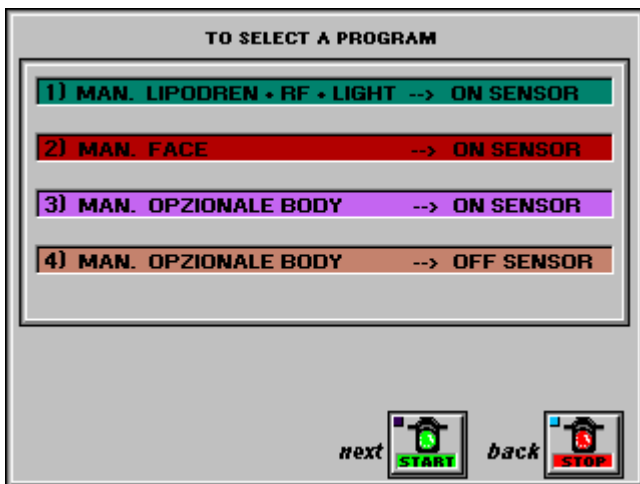 TO SELECT A PROGRAM
1) MAN. LIPODREN + RF + LIGHT --> ON SENSOR
2) MAN. FACE --> ON SENSOR
3) MAN. OPZIONALE BODY --> ON SENSOR
4) MAN. OPZIONALE BODY --> OFF SENSOR
next START back STOP